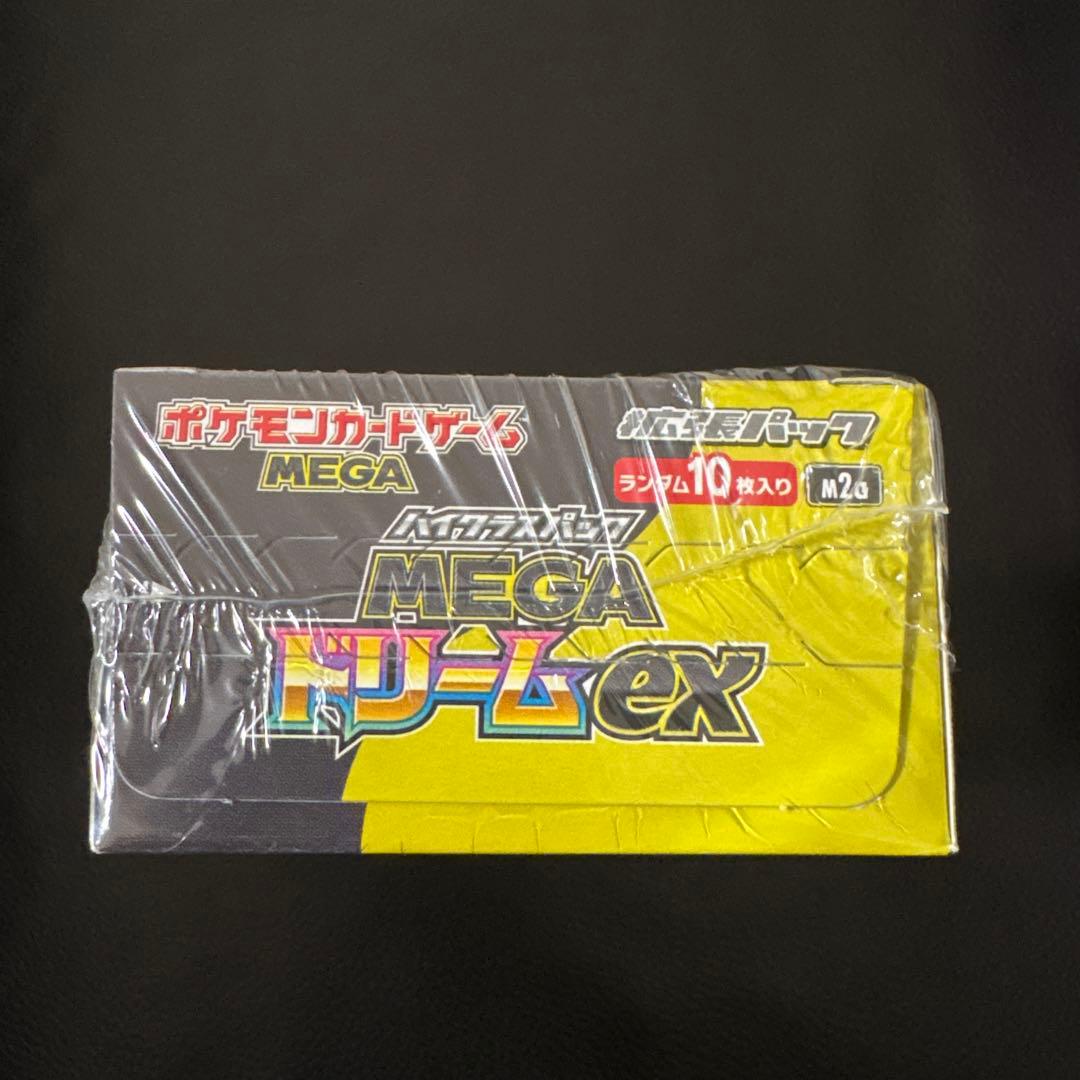 ポケモンカードゲーム
MEGA
拡張パック
ランダム10枚入り
M2a
ハイクラスパック
MEGA
ドリームex